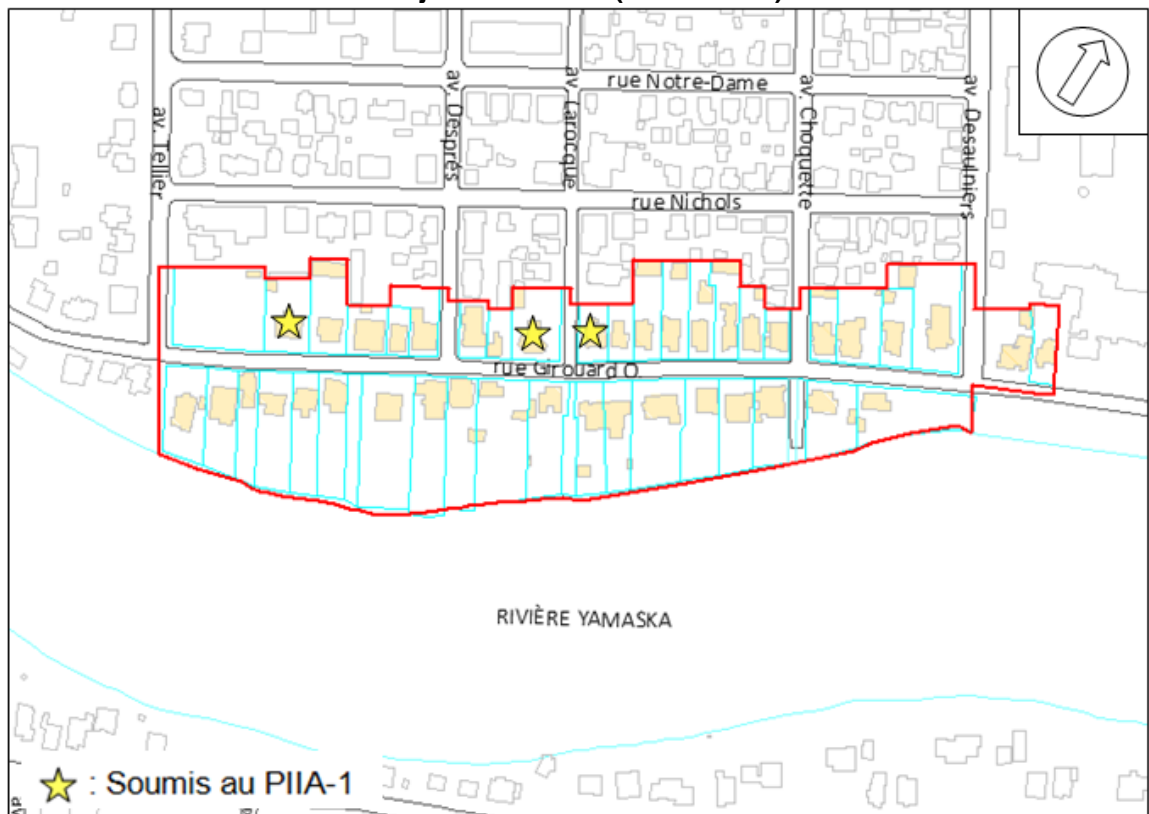 rue Notre-Dame
av. Tellier
av. Després
av. Larocque
av. Choquette
av. Desaulniers
rue Nichols
rue Girouard O.
RIVIÈRE YAMASKA
: Soumis au PIIA-1